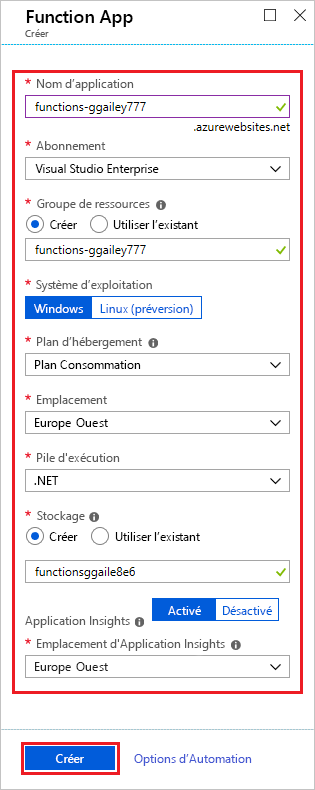 Function App
Créer
* Nom d'application
functions-ggailey777
.azurewebsites.net
* Abonnement
Visual Studio Enterprise
* Groupe de ressources
Créer Utiliser l'existant
functions-ggailey777
* Système d'exploitation
Windows Linux (préversion)
* Plan d'hébergement
Plan Consommation
* Emplacement
Europe Ouest
* Pile d'exécution
.NET
* Stockage
Créer Utiliser l'existant
functionsggaile8e6
Application Insights Activé Désactivé
* Emplacement d'Application Insights
Europe Ouest
Créer Options d'Automation